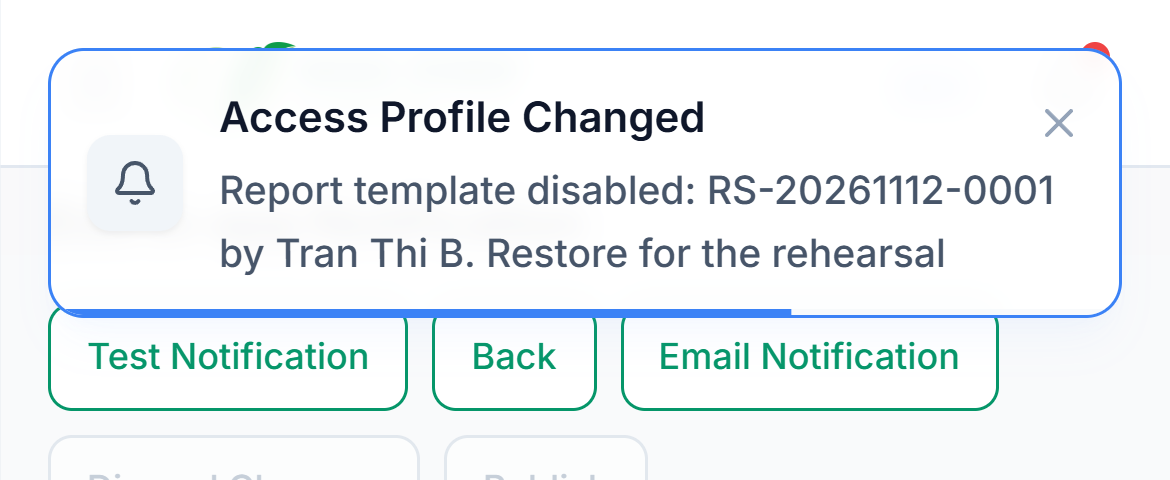 Access Profile Changed
Report template disabled: RS-20261112-0001
by Tran Thi B. Restore for the rehearsal
Test Notification
Back
Email Notification